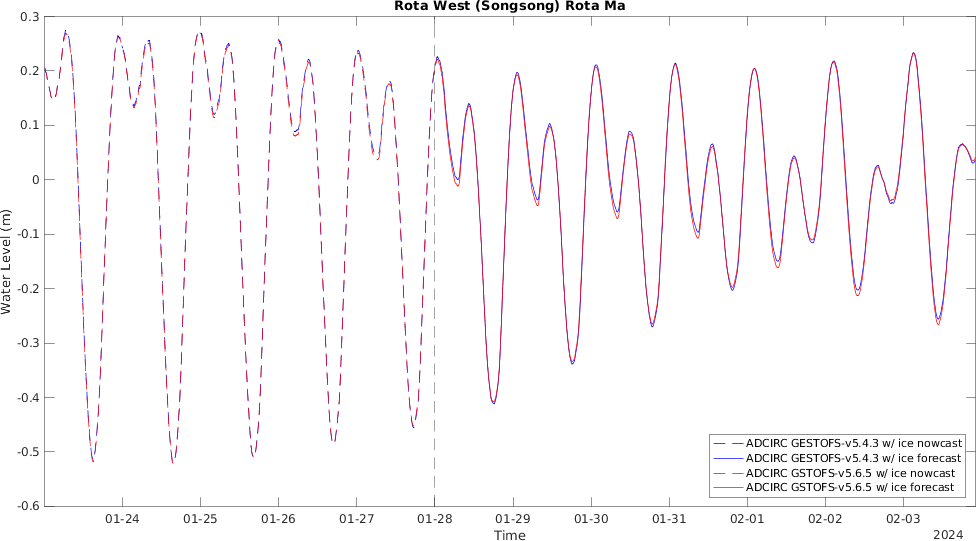 Rota West (Songsong) Rota Ma
Water Level (m)
0.3
0.2
0.1
0
-0.1
-0.2
-0.3
-0.4
-0.5
-0.6
ADCIRC GESTOFS-v5.4.3 w/ ice nowcast
ADCIRC GESTOFS-v5.4.3 w/ ice forecast
ADCIRC GSTOFS-v5.6.5 w/ ice nowcast
ADCIRC GSTOFS-v5.6.5 w/ ice forecast
01-24 01-25 01-26 01-27 01-28 01-29 01-30 01-31 02-01 02-02 02-03
Time
2024